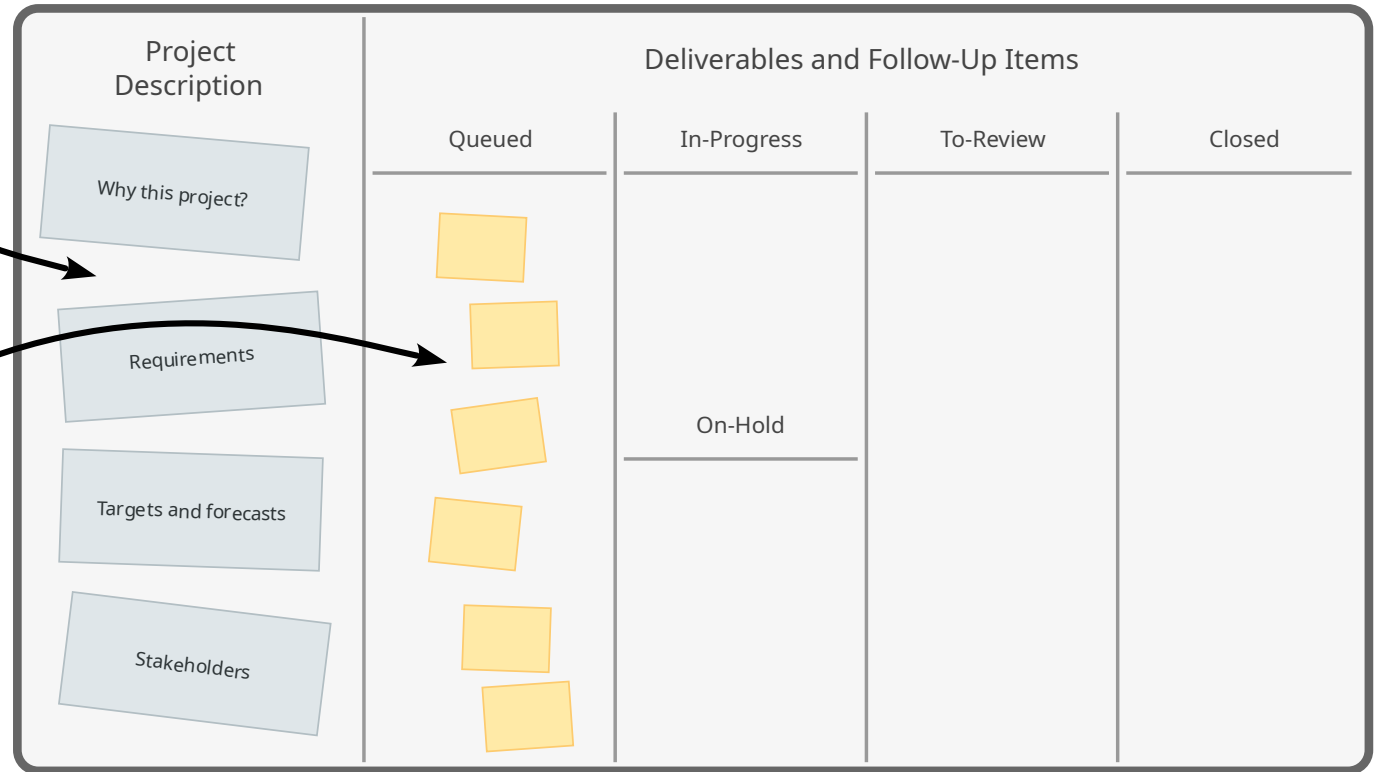 Project
Description
Why this project?
Requirements
Targets and forecasts
Stakeholders
Deliverables and Follow-Up Items
Queued
In-Progress
On-Hold
To-Review
Closed